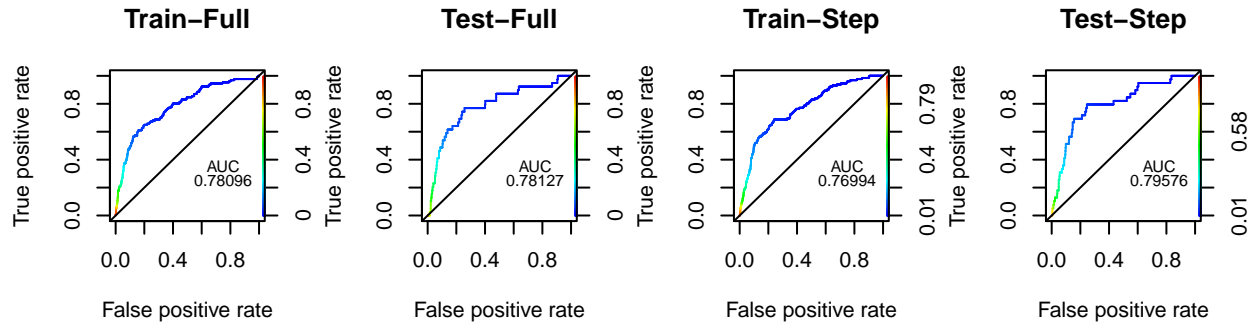 Train−Full
True positive rate
0.8
0.4
0.0
AUC
0.78096
0.8
0.4
0
0.0 0.4 0.8
False positive rate
Test−Full
True positive rate
0.8
0.4
0.0
AUC
0.78127
0.8
0.4
0
0.0 0.4 0.8
False positive rate
Train−Step
True positive rate
0.8
0.4
0.0
AUC
0.76994
0.79
0.4
0.01
0.0 0.4 0.8
False positive rate
Test−Step
True positive rate
0.8
0.4
0.0
AUC
0.79576
0.58
0.01
0.0 0.4 0.8
False positive rate